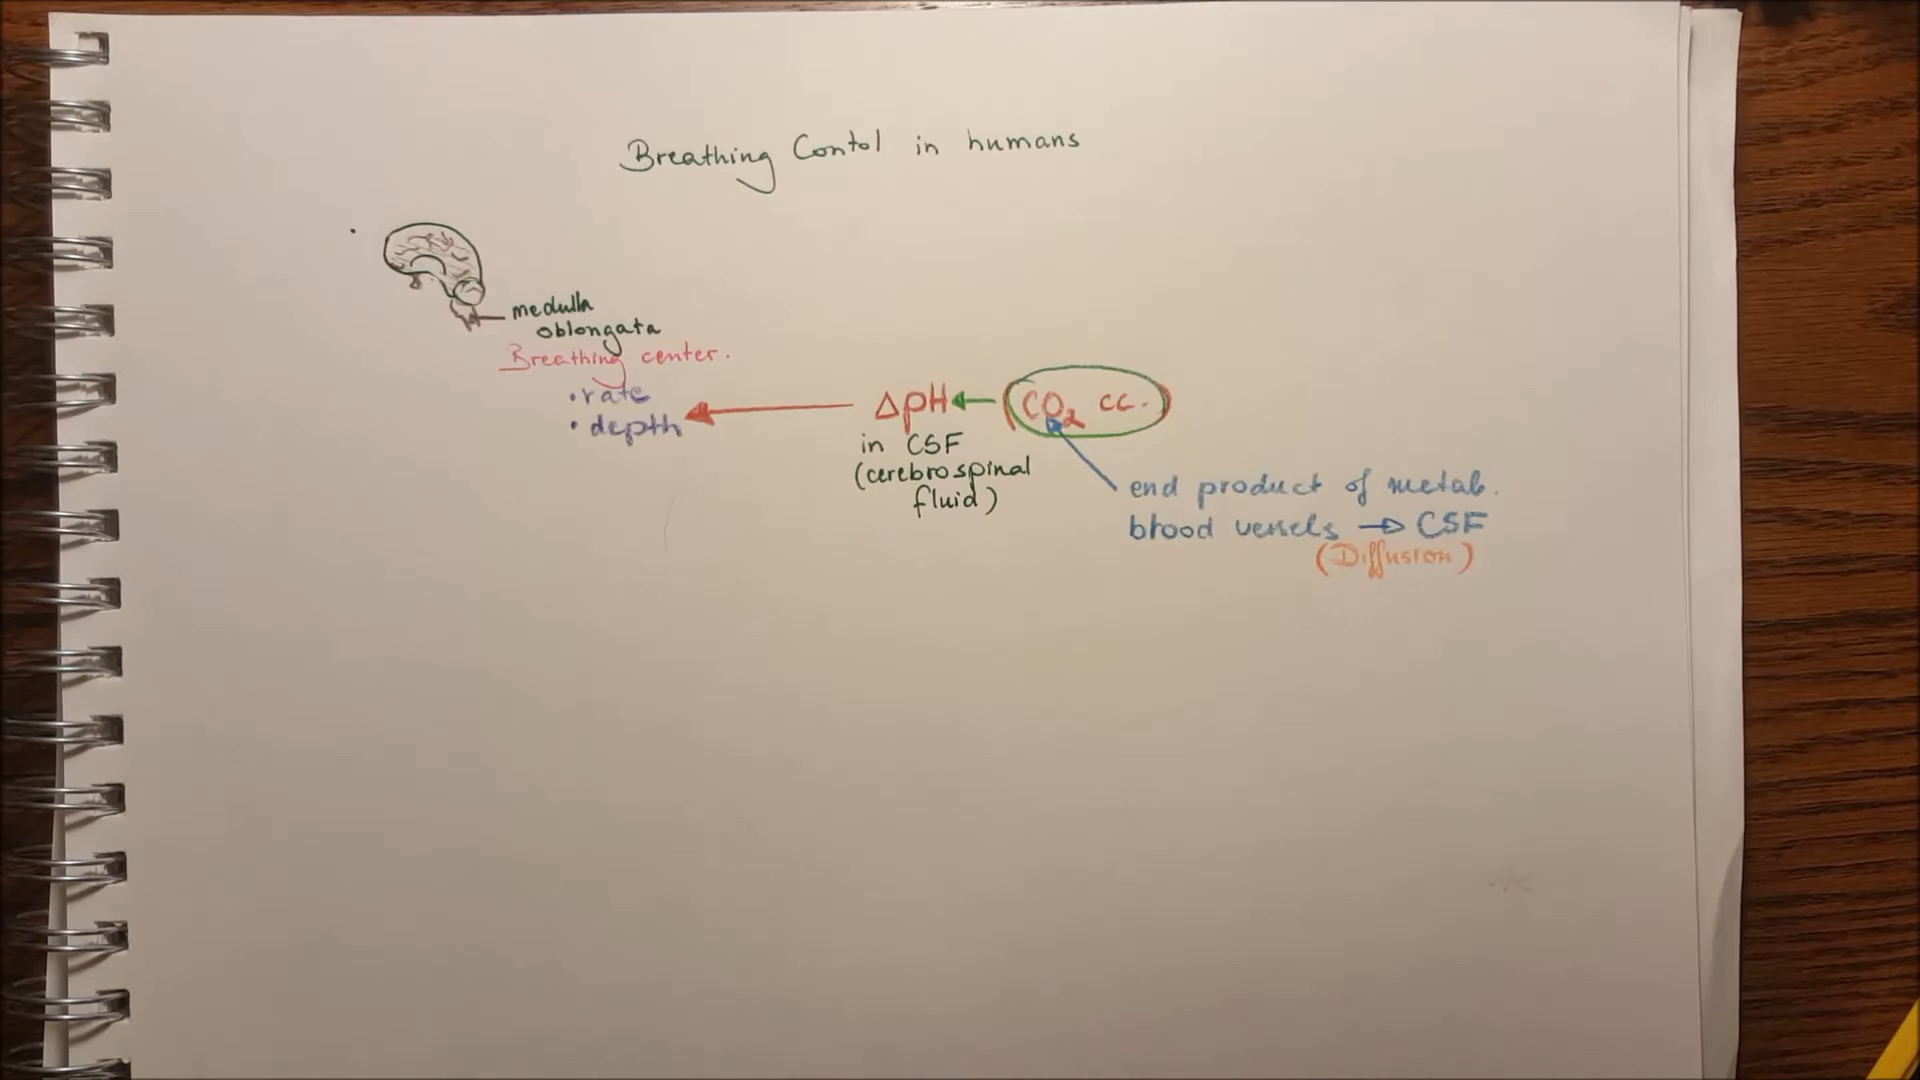 Breathing Contol in humans
medulla
oblongata
Breathing center.
• rate
• depth
ΔpH
(CO₂ cc.)
in CSF
(cerebrospinal
fluid)
end product of metab.
blood vessels → CSF
(Diffusion)